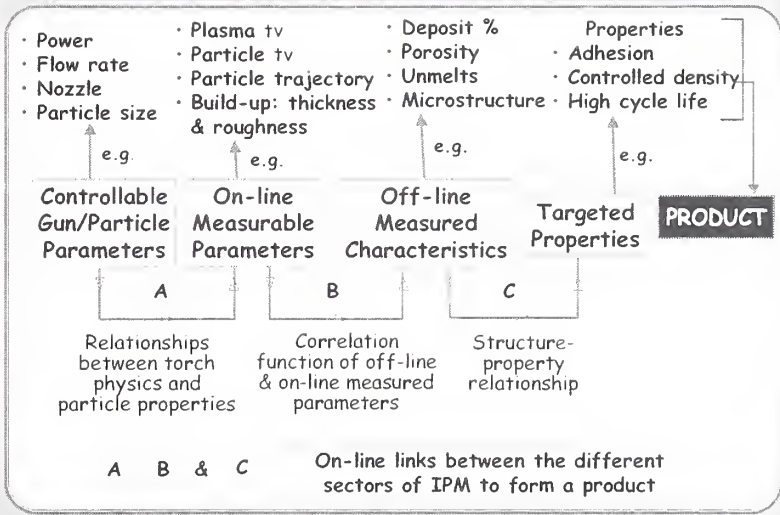 · Power
· Flow rate
· Nozzle
· Particle size
· Plasma tv
· Particle tv
· Particle trajectory
· Build-up: thickness
& roughness
· Deposit %
· Porosity
· Unmelts
· Microstructure
Properties
· Adhesion
· Controlled density
· High cycle life
e.g.
e.g.
e.g.
e.g.
Controllable
Gun/Particle
Parameters
On-line
Measurable
Parameters
Off-line
Measured
Characteristics
Targeted
Properties
PRODUCT
A
B
C
Relationships
between torch
physics and
particle properties
Correlation
function of off-line
& on-line measured
parameters
Structure-
property
relationship
A B & C
On-line links between the different
sectors of IPM to form a product